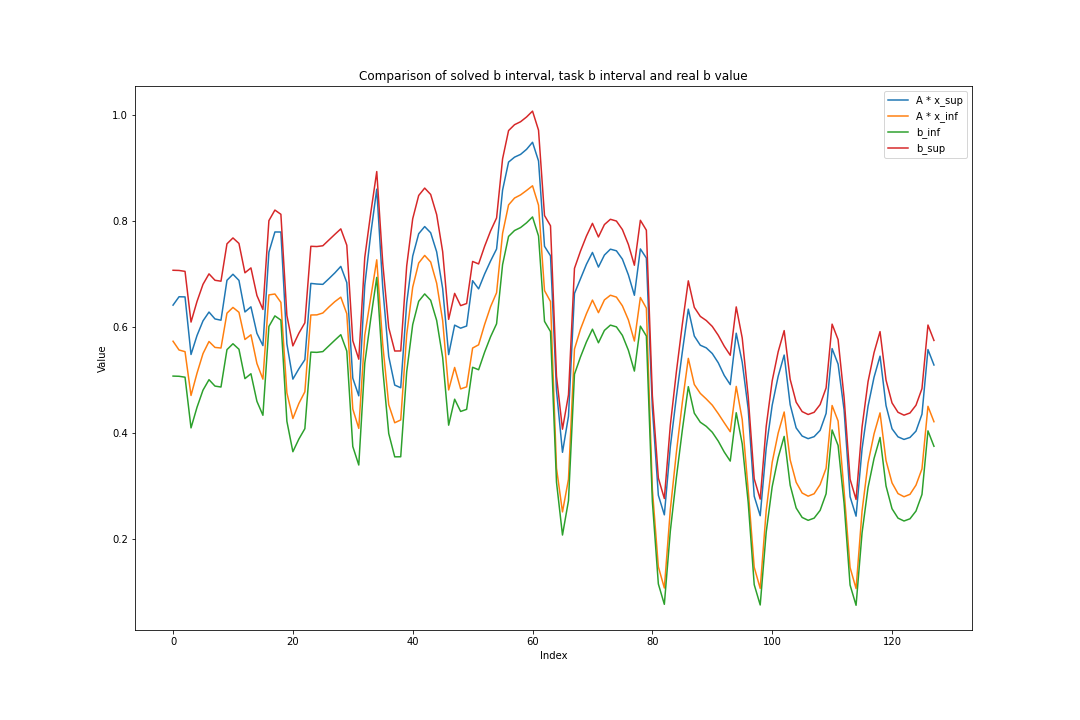 Comparison of solved b interval, task b interval and real b value
A * x_sup
A * x_inf
b_inf
b_sup
1.0
0.8
0.6
0.4
0.2
Value
0 20 40 60 80 100 120
Index